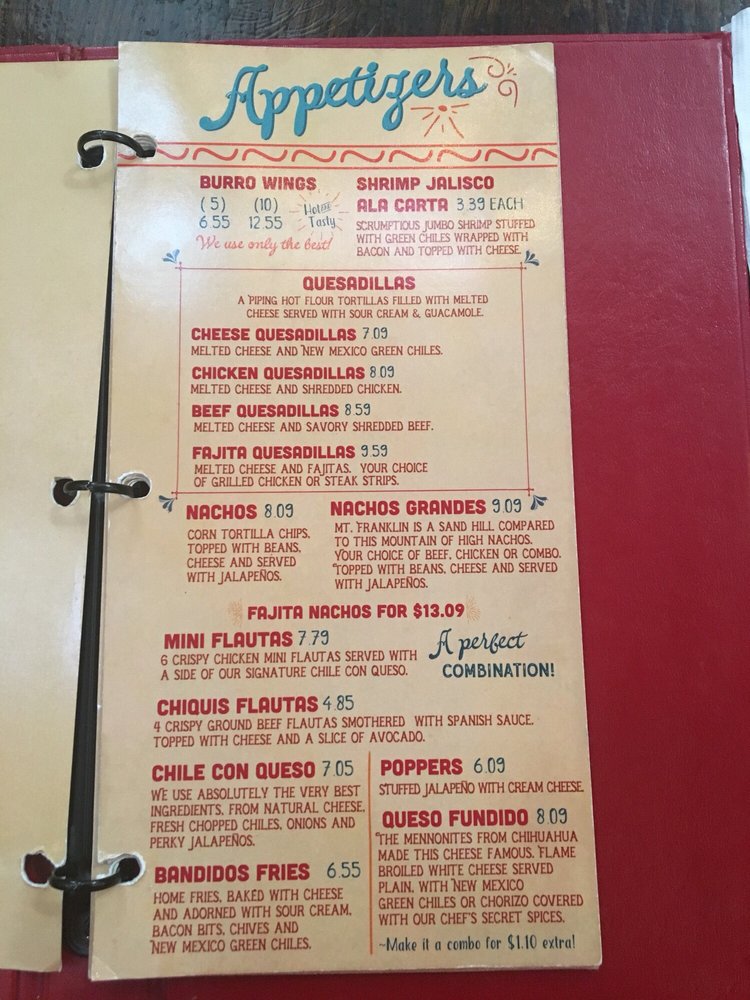 Appetizers
BURRO WINGS
(5) (10)
6.55 12.55
Hot and
Tasty
We use only the best!
SHRIMP JALISCO
ALA CARTA 3.39 EACH
SCRUMPTIOUS JUMBO SHRIMP STUFFED
WITH GREEN CHILES WRAPPED WITH
BACON AND TOPPED WITH CHEESE.
QUESADILLAS
A PIPING HOT FLOUR TORTILLAS FILLED WITH MELTED
CHEESE SERVED WITH SOUR CREAM & GUACAMOLE.
CHEESE QUESADILLAS 7.09
MELTED CHEESE AND NEW MEXICO GREEN CHILES.
CHICKEN QUESADILLAS 8.09
MELTED CHEESE AND SHREDDED CHICKEN.
BEEF QUESADILLAS 8.59
MELTED CHEESE AND SAVORY SHREDDED BEEF.
FAJITA QUESADILLAS 9.59
MELTED CHEESE AND FAJITAS. YOUR CHOICE
OF GRILLED CHICKEN OR STEAK STRIPS.
NACHOS 8.09
CORN TORTILLA CHIPS,
TOPPED WITH BEANS,
CHEESE AND SERVED
WITH JALAPEÑOS.
NACHOS GRANDES 9.09
MT. FRANKLIN IS A SAND HILL COMPARED
TO THIS MOUNTAIN OF HIGH NACHOS.
YOUR CHOICE OF BEEF, CHICKEN OR COMBO.
TOPPED WITH BEANS, CHEESE AND SERVED
WITH JALAPEÑOS.
FAJITA NACHOS FOR $13.09
MINI FLAUTAS 7.79
6 CRISPY CHICKEN MINI FLAUTAS SERVED WITH
A SIDE OF OUR SIGNATURE CHILE CON QUESO.
A perfect
COMBINATION!
CHIQUIS FLAUTAS 4.85
4 CRISPY GROUND BEEF FLAUTAS SMOTHERED WITH SPANISH SAUCE.
TOPPED WITH CHEESE AND A SLICE OF AVOCADO.
CHILE CON QUESO 7.05
WE USE ABSOLUTELY THE VERY BEST
INGREDIENTS, FROM NATURAL CHEESE,
FRESH CHOPPED CHILES, ONIONS AND
PERKY JALAPEÑOS.
BANDIDOS FRIES 6.55
HOME FRIES, BAKED WITH CHEESE
AND ADORNED WITH SOUR CREAM,
BACON BITS, CHIVES AND
NEW MEXICO GREEN CHILES.
POPPERS 6.09
STUFFED JALAPEÑO WITH CREAM CHEESE.
QUESO FUNDIDO 8.09
THE MENNONITES FROM CHIHUAHUA
MADE THIS CHEESE FAMOUS. FLAME
BROILED WHITE CHEESE SERVED
PLAIN, WITH NEW MEXICO
GREEN CHILES OR CHORIZO COVERED
WITH OUR CHEF'S SECRET SPICES.
~Make it a combo for $1.10 extra!